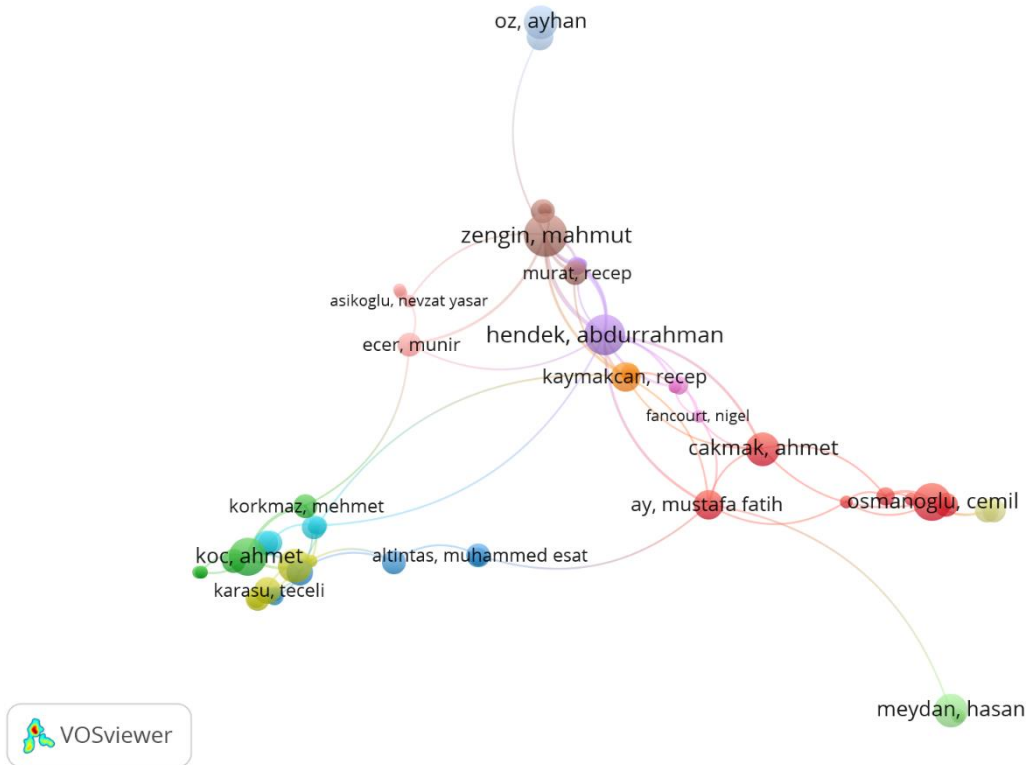 oz, ayhan
zengin, mahmut
murat, recep
asikoglu, nevzat yasar
hendek, abdurrahman
ecer, munir
kaymakcan, recep
fancourt, nigel
cakmak, ahmet
ay, mustafa fatih
osmanoglu, cemil
korkmaz, mehmet
koc, ahmet
altintas, muhammed esat
karasu, teceli
meydan, hasan
VOSviewer